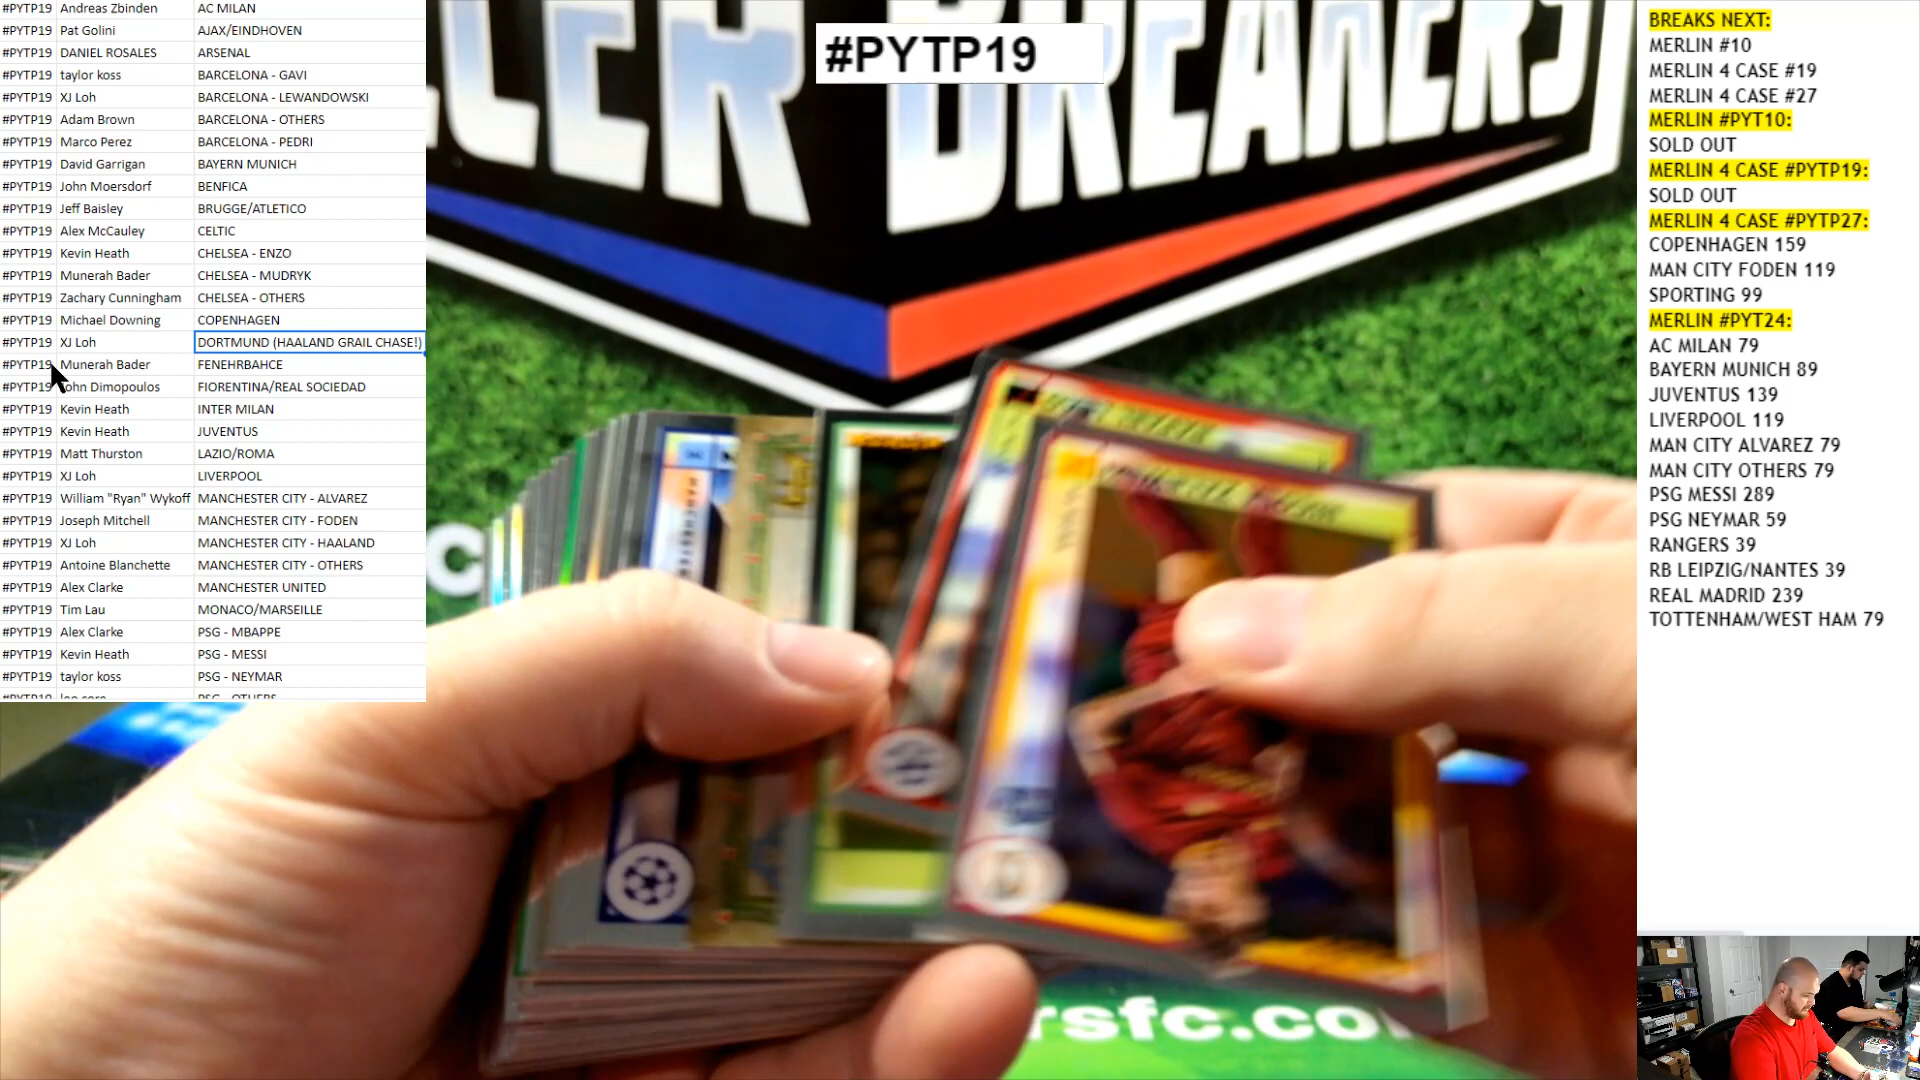 #PYTP19 Andreas Zbinden AC MILAN
#PYTP19 Pat Golini AJAX/EINDHOVEN
#PYTP19 DANIEL ROSALES ARSENAL
#PYTP19 taylor koss BARCELONA - GAVI
#PYTP19 XJ Loh BARCELONA - LEWANDOWSKI
#PYTP19 Adam Brown BARCELONA - OTHERS
#PYTP19 Marco Perez BARCELONA - PEDRI
#PYTP19 David Garrigan BAYERN MUNICH
#PYTP19 John Moersdorf BENFICA
#PYTP19 Jeff Baisley BRUGGE/ATLETICO
#PYTP19 Alex McCauley CELTIC
#PYTP19 Kevin Heath CHELSEA - ENZO
#PYTP19 Munerah Bader CHELSEA - MUDRYK
#PYTP19 Zachary Cunningham CHELSEA - OTHERS
#PYTP19 Michael Downing COPENHAGEN
#PYTP19 XJ Loh DORTMUND (HAALAND GRAIL CHASE!)
#PYTP19 Munerah Bader FENEHRBAHCE
#PYTP19 John Dimopoulos FIORENTINA/REAL SOCIEDAD
#PYTP19 Kevin Heath INTER MILAN
#PYTP19 Kevin Heath JUVENTUS
#PYTP19 Matt Thurston LAZIO/ROMA
#PYTP19 XJ Loh LIVERPOOL
#PYTP19 William "Ryan" Wykoff MANCHESTER CITY - ALVAREZ
#PYTP19 Joseph Mitchell MANCHESTER CITY - FODEN
#PYTP19 XJ Loh MANCHESTER CITY - HAALAND
#PYTP19 Antoine Blanchette MANCHESTER CITY - OTHERS
#PYTP19 Alex Clarke MANCHESTER UNITED
#PYTP19 Tim Lau MONACO/MARSEILLE
#PYTP19 Alex Clarke PSG - MBAPPE
#PYTP19 Kevin Heath PSG - MESSI
#PYTP19 taylor koss PSG - NEYMAR
#PYTP19
CER BREAKERS
rsfc.co
BREAKS NEXT:
MERLIN #10
MERLIN 4 CASE #19
MERLIN 4 CASE #27
MERLIN #PYT10:
SOLD OUT
MERLIN 4 CASE #PYTP19:
SOLD OUT
MERLIN 4 CASE #PYTP27:
COPENHAGEN 159
MAN CITY FODEN 119
SPORTING 99
MERLIN #PYT24:
AC MILAN 79
BAYERN MUNICH 89
JUVENTUS 139
LIVERPOOL 119
MAN CITY ALVAREZ 79
MAN CITY OTHERS 79
PSG MESSI 289
PSG NEYMAR 59
RANGERS 39
RB LEIPZIG/NANTES 39
REAL MADRID 239
TOTTENHAM/WEST HAM 79